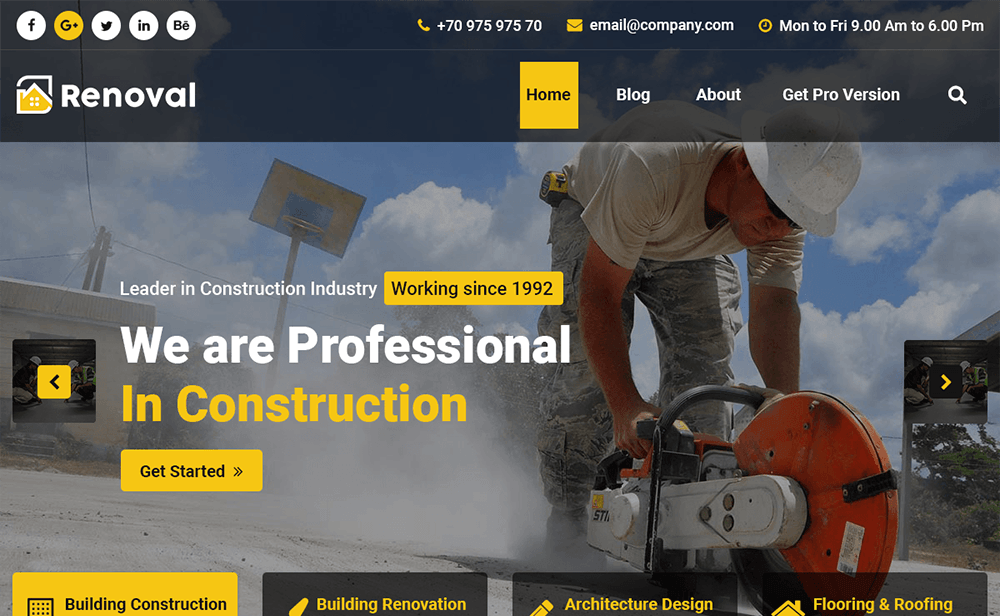 +70 975 975 70 email@company.com Mon to Fri 9.00 Am to 6.00 Pm
Renoval
Home Blog About Get Pro Version
Leader in Construction Industry Working since 1992
We are Professional
In Construction
Get Started »
STI
Building Construction Building Renovation Architecture Design Flooring & Roofing